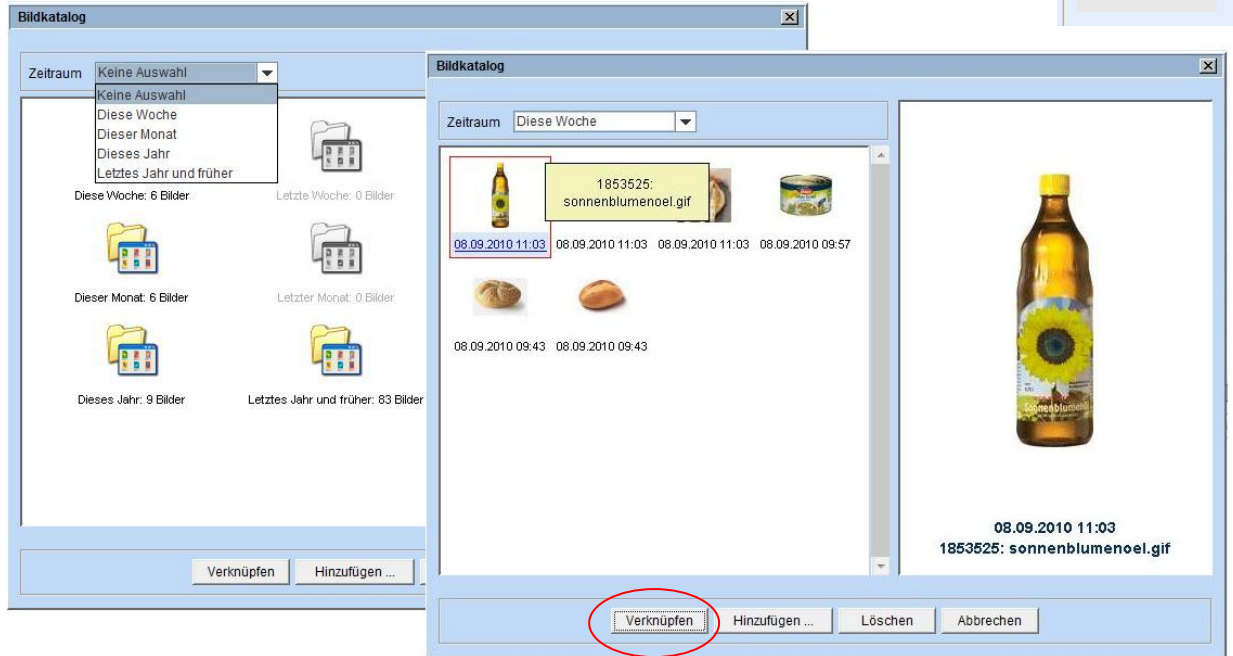 Bildkatalog
Zeitraum Keine Auswahl
Keine Auswahl
Diese Woche
Dieser Monat
Dieses Jahr
Letztes Jahr und früher
Diese Woche: 6 Bilder
Letzte Woche: 0 Bilder
Dieser Monat: 6 Bilder
Letzter Monat: 0 Bilder
Dieses Jahr: 9 Bilder
Letztes Jahr und früher: 83 Bilder
Verknüpfen
Hinzufügen ...
Bildkatalog
Zeitraum Diese Woche
1853525:
sonnenblumenoel.gif
08.09.2010 11:03 08.09.2010 11:03 08.09.2010 11:03 08.09.2010 09:57
08.09.2010 09:43 08.09.2010 09:43
Sonnenblumenöl
08.09.2010 11:03
1853525: sonnenblumenoel.gif
Verknüpfen Hinzufügen ... Löschen Abbrechen